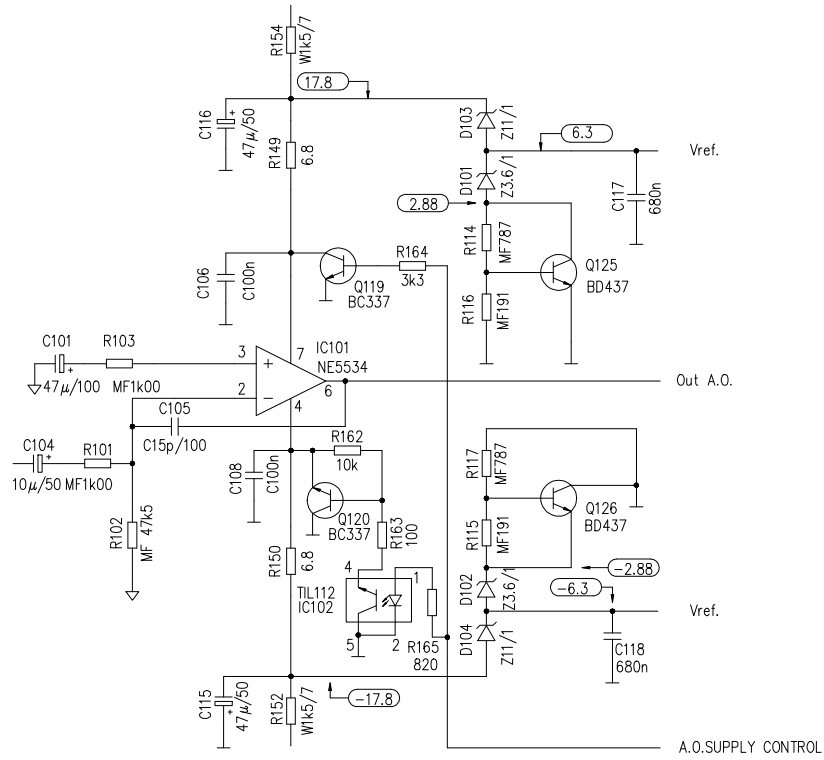 R154
W1k5/7
17.8
C116
+
47μ/50
R149
6.8
D103
Z11/1
6.3
Vref.
D101
Z3.6/1
C117
680n
2.88
R114
MF787
C106
C100n
R164
3k3
Q119
BC337
Q125
BD437
R116
MF191
C101
+
47μ/100
R103
MF1k00
3
+
7
IC101
NE5534
2
−
6
4
Out A.O.
C105
C15p/100
C104
+
10μ/50
R101
MF1k00
R102
MF 47k5
C108
C100n
R162
10k
Q120
BC337
R163
100
R117
MF787
Q126
BD437
R115
MF191
R150
6.8
4
1
TIL112
IC102
5
2
R165
820
−2.88
D102
Z3.6/1
−6.3
Vref.
D104
Z11/1
C118
680n
C115
+
47μ/50
R152
W1k5/7
−17.8
A.O.SUPPLY CONTROL